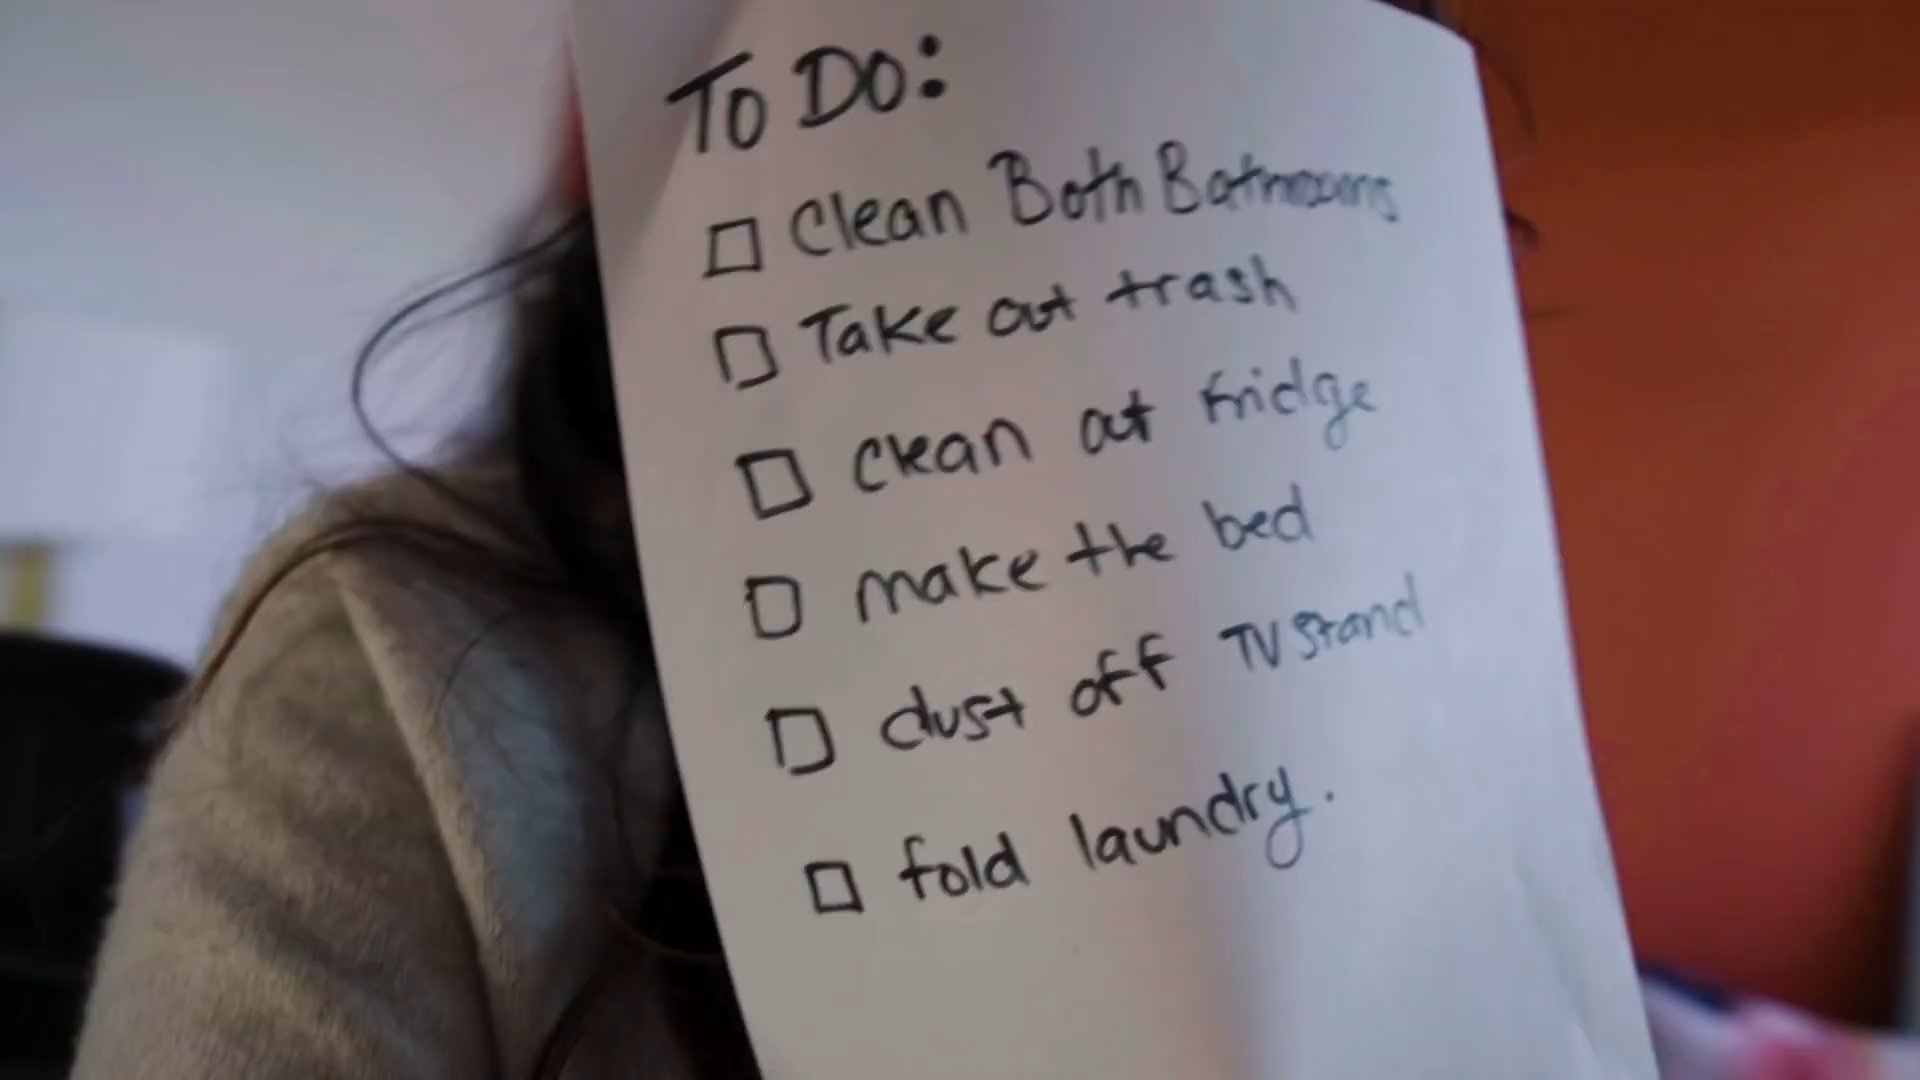 To Do:
☐ Clean Both Bathrooms
☐ Take out trash
☐ clean out fridge
☐ make the bed
☐ dust off TV Stand
☐ fold laundry.